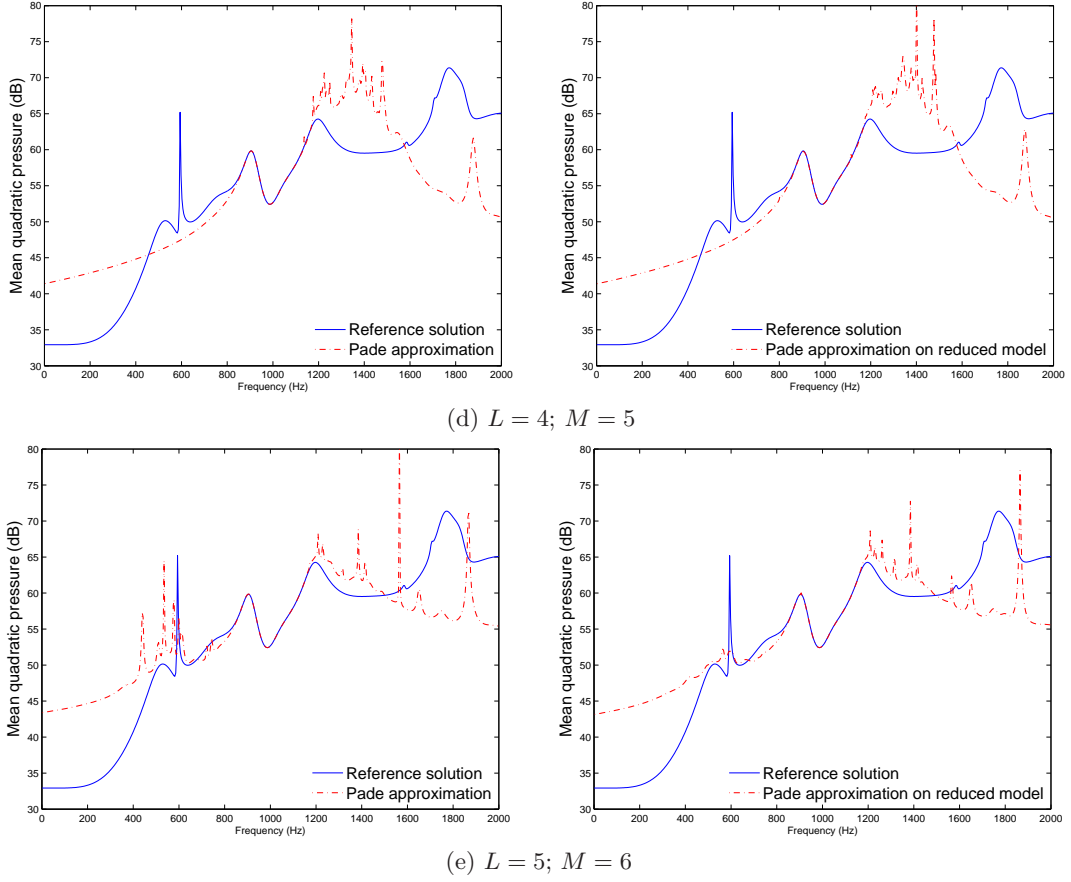 80
75
70
65
60
55
50
45
40
35
30
Mean quadratic pressure (dB)
Reference solution
Pade approximation
0 200 400 600 800 1000 1200 1400 1600 1800 2000
Frequency (Hz)
80
75
70
65
60
55
50
45
40
35
30
Mean quadratic pressure (dB)
Reference solution
Pade approximation on reduced model
0 200 400 600 800 1000 1200 1400 1600 1800 2000
Frequency (Hz)
(d) L = 4; M = 5
80
75
70
65
60
55
50
45
40
35
30
Mean quadratic pressure (dB)
Reference solution
Pade approximation
0 200 400 600 800 1000 1200 1400 1600 1800 2000
Frequency (Hz)
80
75
70
65
60
55
50
45
40
35
30
Mean quadratic pressure (dB)
Reference solution
Pade approximation on reduced model
0 200 400 600 800 1000 1200 1400 1600 1800 2000
Frequency (Hz)
(e) L = 5; M = 6